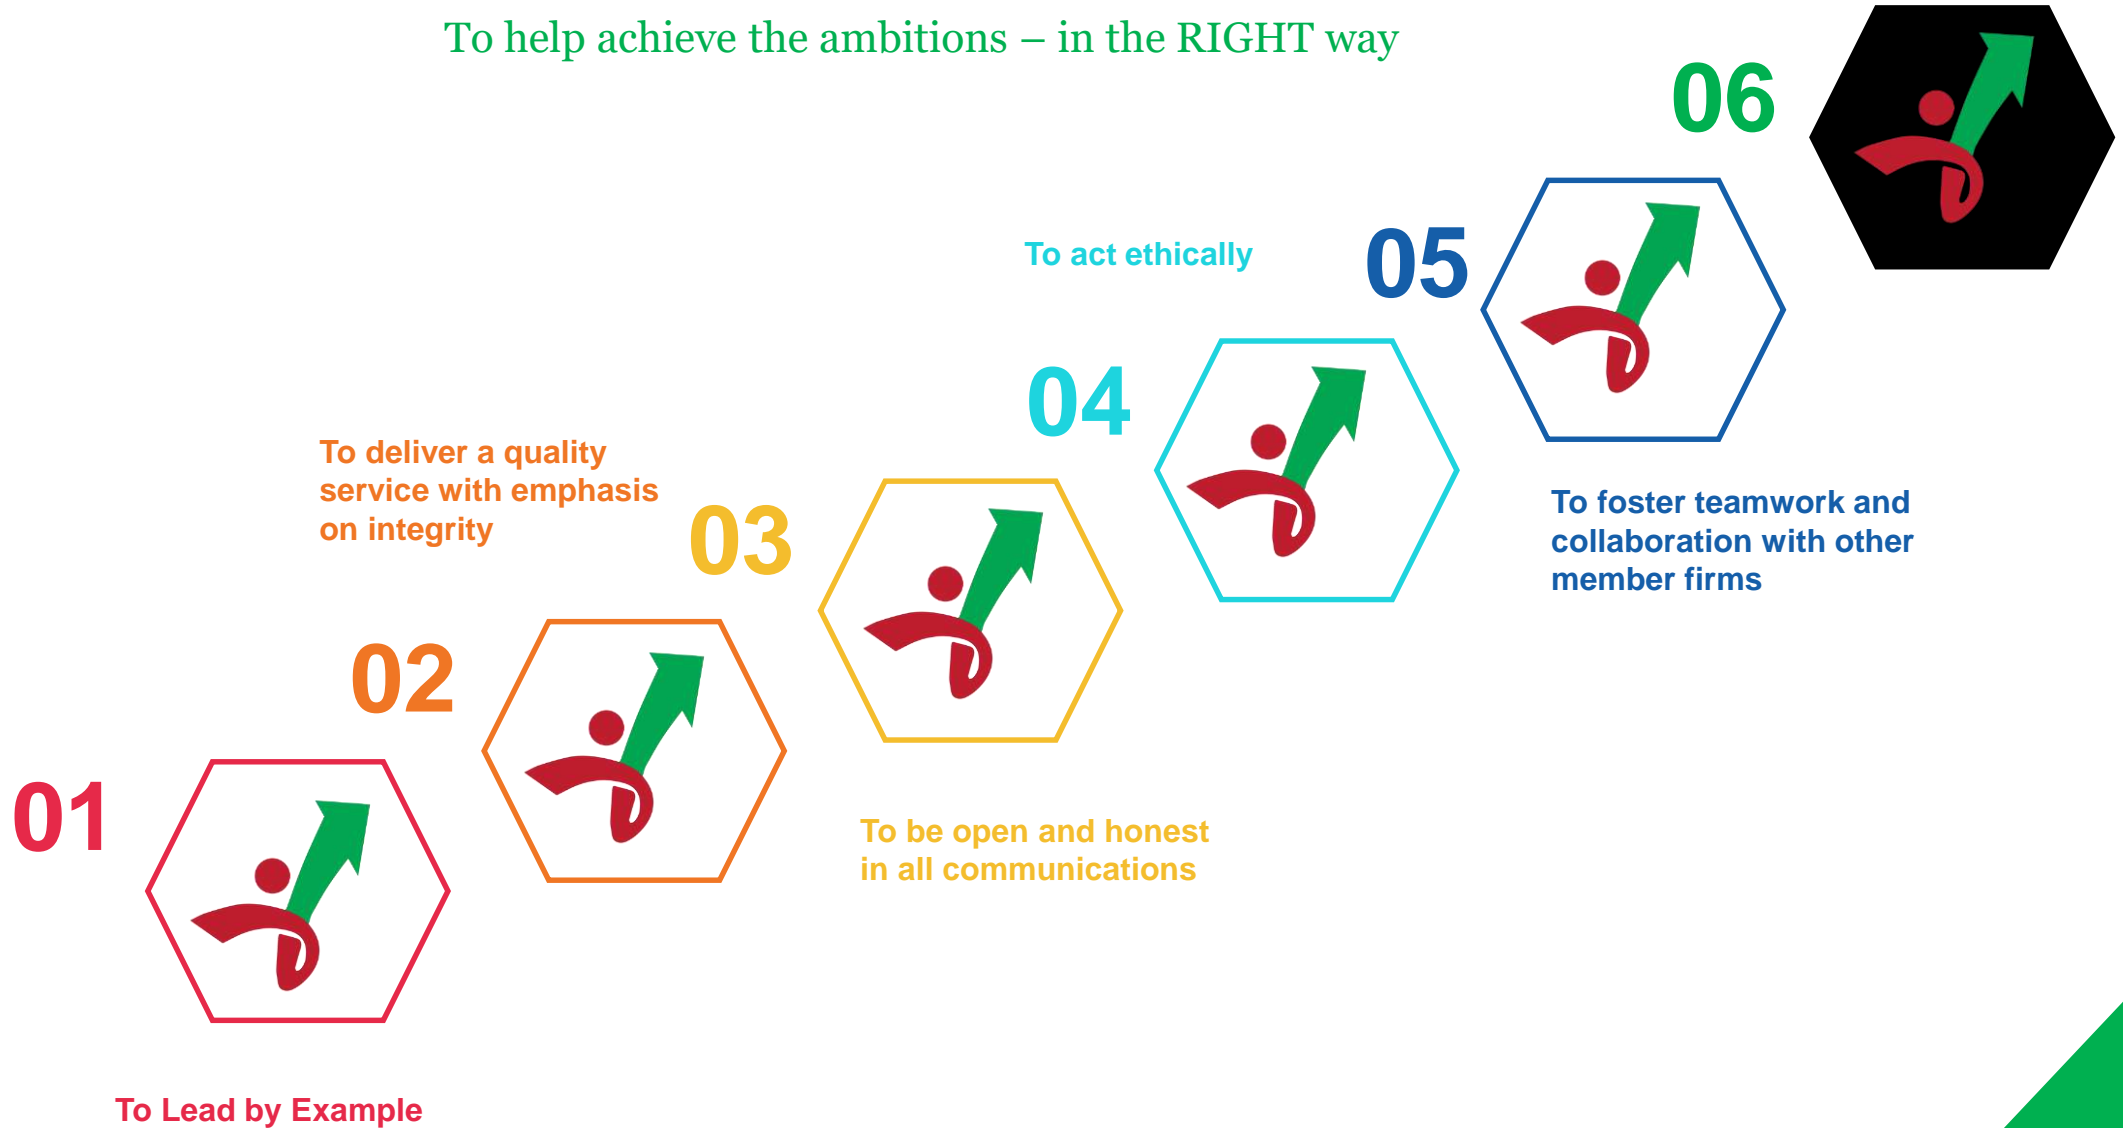 To help achieve the ambitions – in the RIGHT way
06
05
To act ethically
04
To foster teamwork and
collaboration with other
member firms
To deliver a quality
service with emphasis
on integrity
03
02
To be open and honest
in all communications
01
To Lead by Example